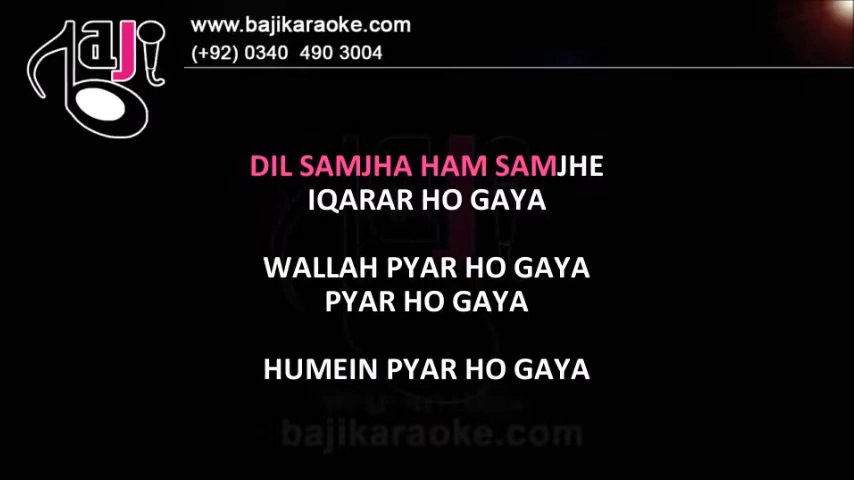 Baji
www.bajikaraoke.com
(+92) 0340 490 3004
DIL SAMJHA HAM SAMJHE
IQARAR HO GAYA
WALLAH PYAR HO GAYA
PYAR HO GAYA
HUMEIN PYAR HO GAYA
bajikaraoke.com